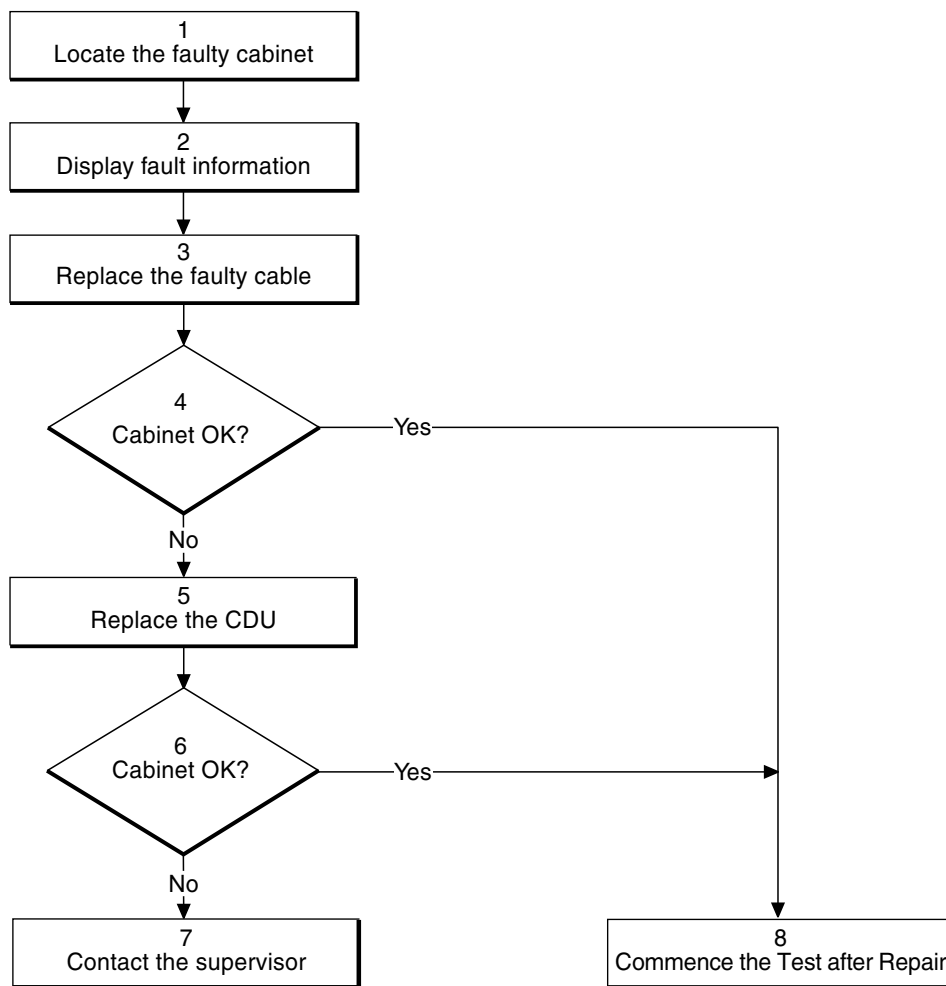 1
Locate the faulty cabinet
2
Display fault information
3
Replace the faulty cable
4
Cabinet OK?
Yes
No
5
Replace the CDU
6
Cabinet OK?
Yes
No
7
Contact the supervisor
8
Commence the Test after Repair